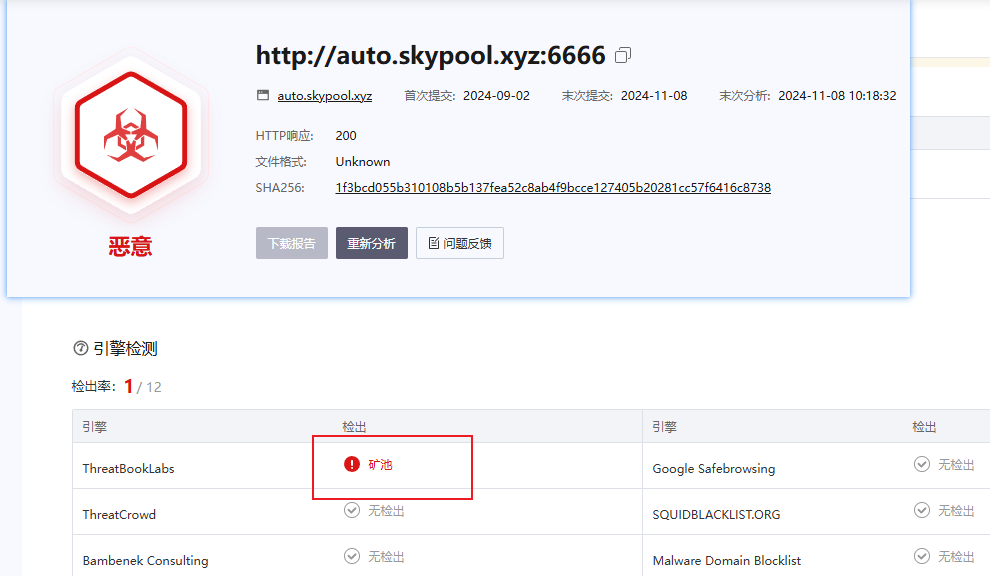 http://auto.skypool.xyz:6666
auto.skypool.xyz 首次提交: 2024-09-02 末次提交: 2024-11-08 末次分析: 2024-11-08 10:18:32
HTTP响应: 200
文件格式: Unknown
SHA256: 1f3bcd055b310108b5b137fea52c8ab4f9bcce127405b20281cc57f6416c8738
恶意
下载报告 重新分析 问题反馈
引擎检测
检出率: 1 / 12
引擎 检出 引擎 检出
ThreatBookLabs 矿池 Google Safebrowsing 无检出
ThreatCrowd 无检出 SQUIDBLACKLIST.ORG 无检出
Bambenek Consulting 无检出 Malware Domain Blocklist 无检出